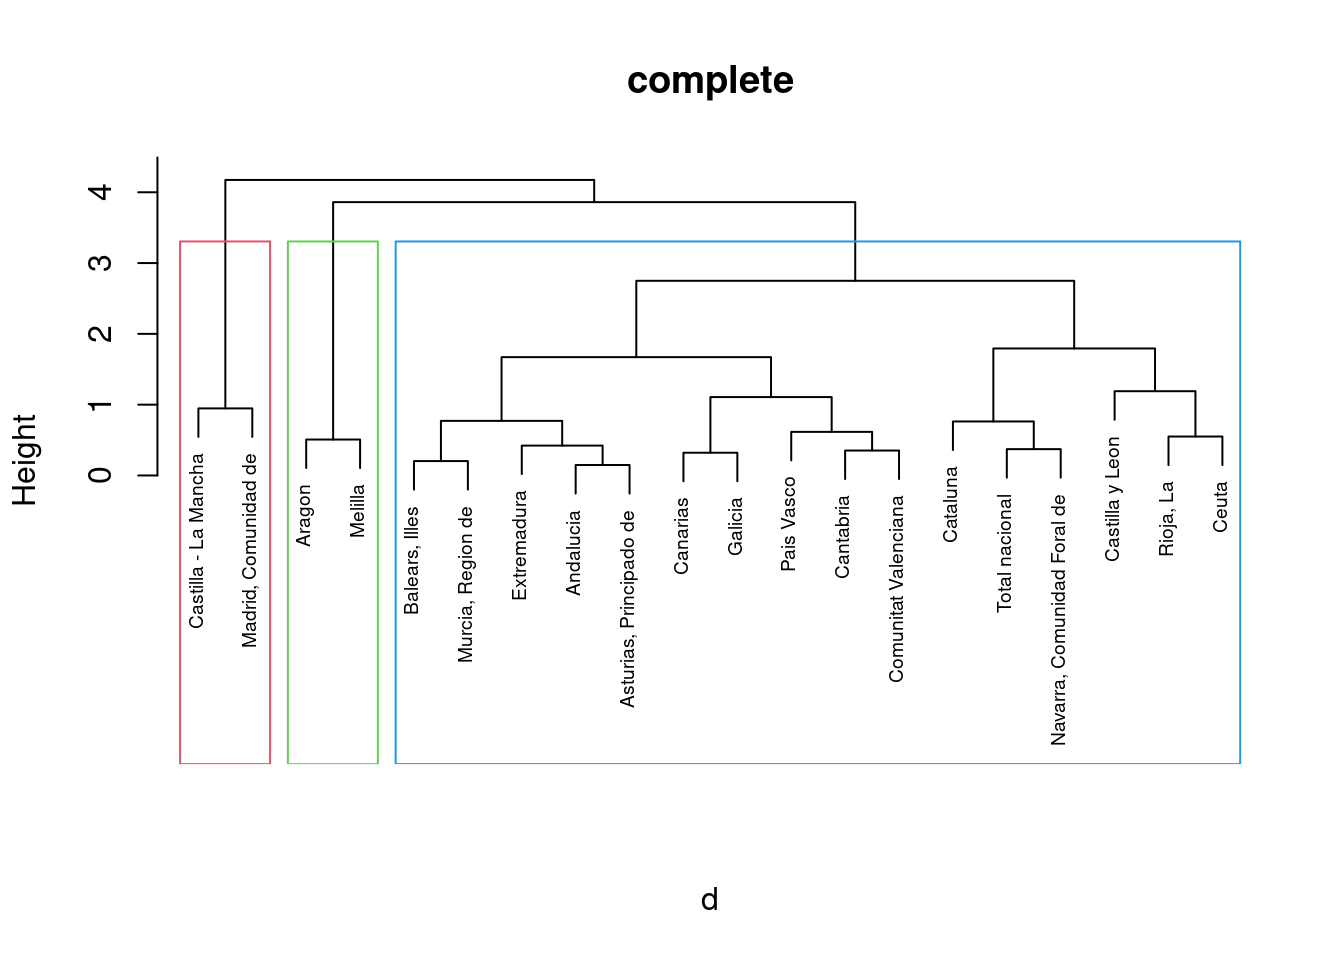 complete
Height
4
3
2
1
0
Castilla - La Mancha
Madrid, Comunidad de
Aragon
Melilla
Balears, Illes
Murcia, Region de
Extremadura
Andalucia
Asturias, Principado de
Canarias
Galicia
Pais Vasco
Cantabria
Comunitat Valenciana
Cataluna
Total nacional
Navarra, Comunidad Foral de
Castilla y Leon
Rioja, La
Ceuta
d